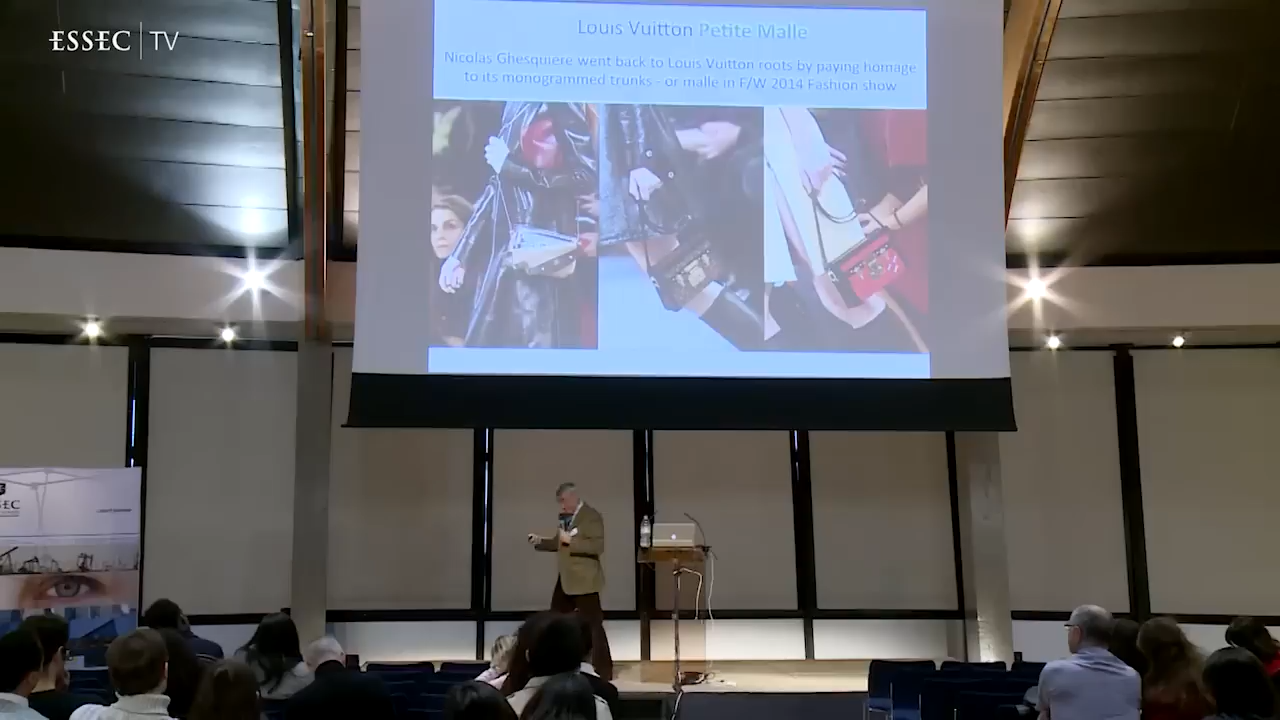 ESSEC | TV
Louis Vuitton Petite Malle
Nicolas Ghesquiere went back to Louis Vuitton roots by paying homage
to its monogrammed trunks - or malle in F/W 2014 Fashion show